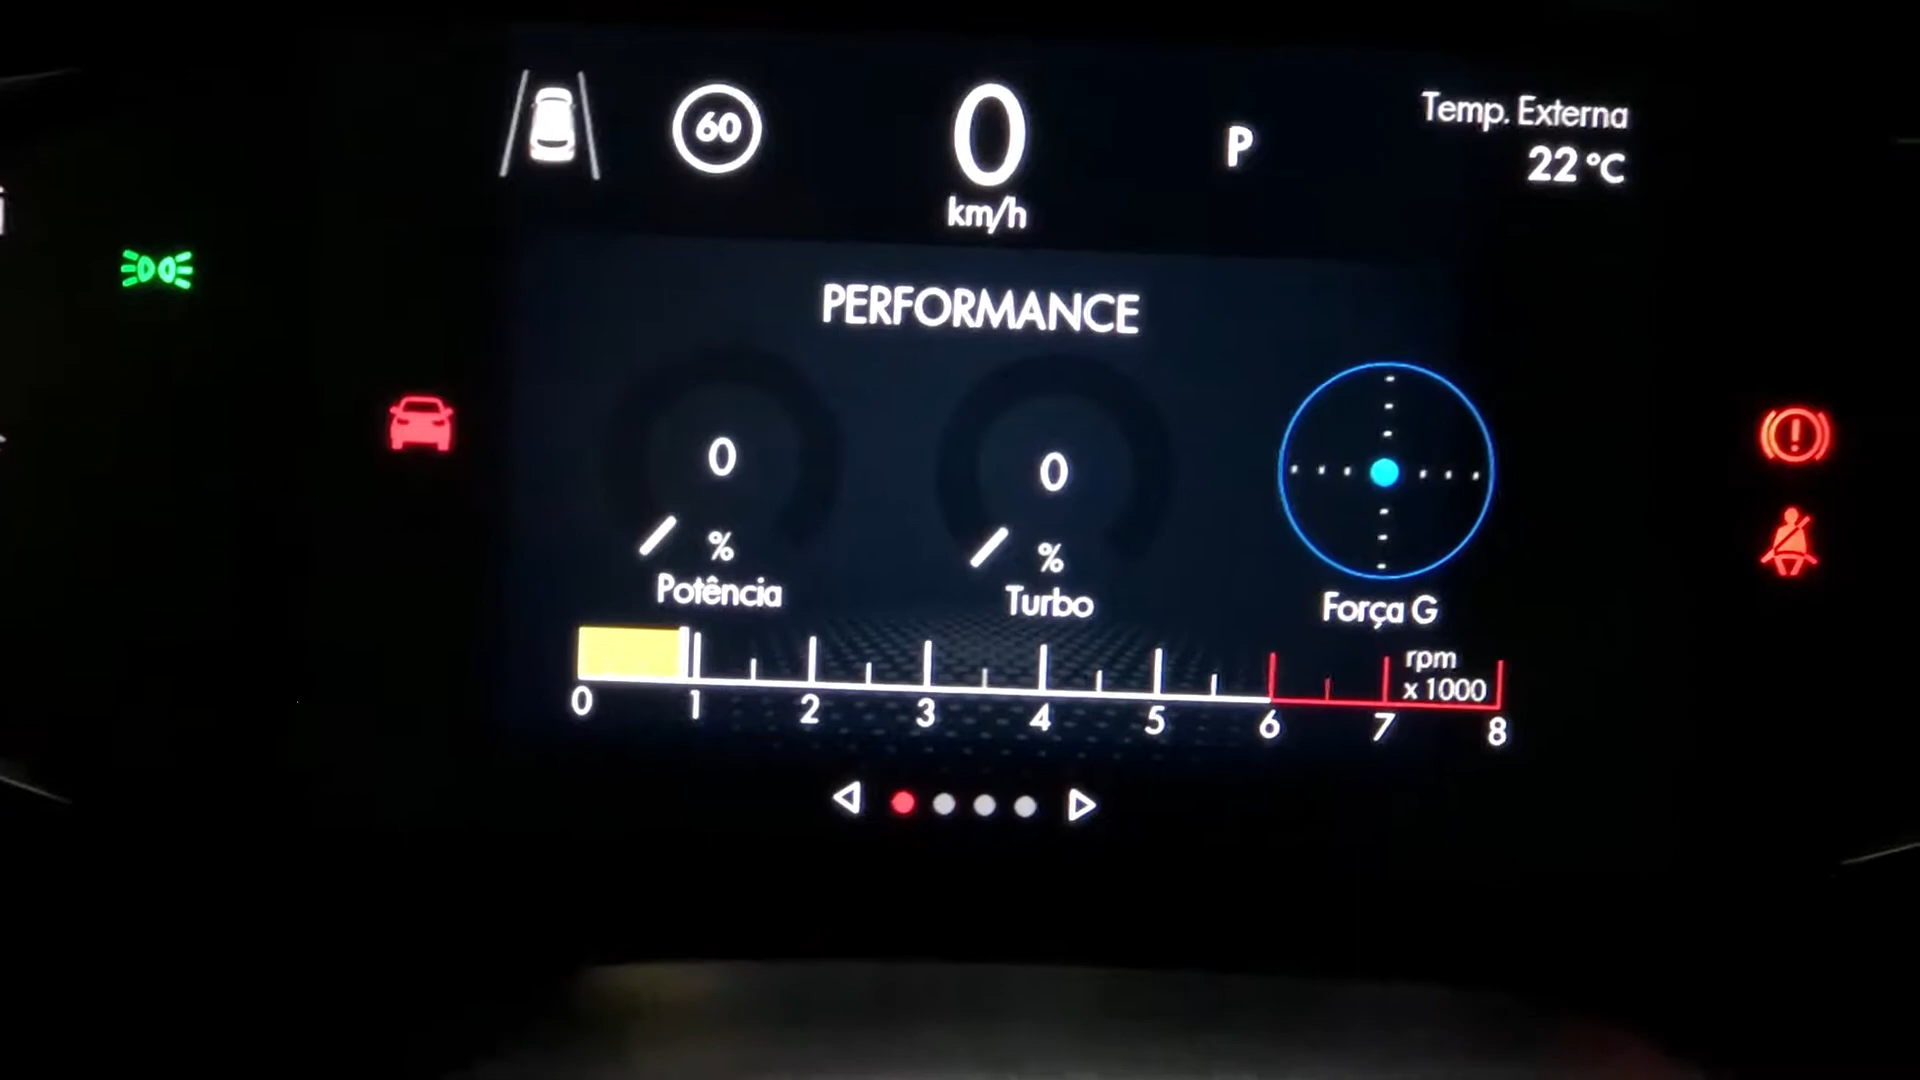 60
0
km/h
P
Temp. Externa
22 °C
PERFORMANCE
0
%
Potência
0
%
Turbo
Força G
rpm
x 1000
0 1 2 3 4 5 6 7 8